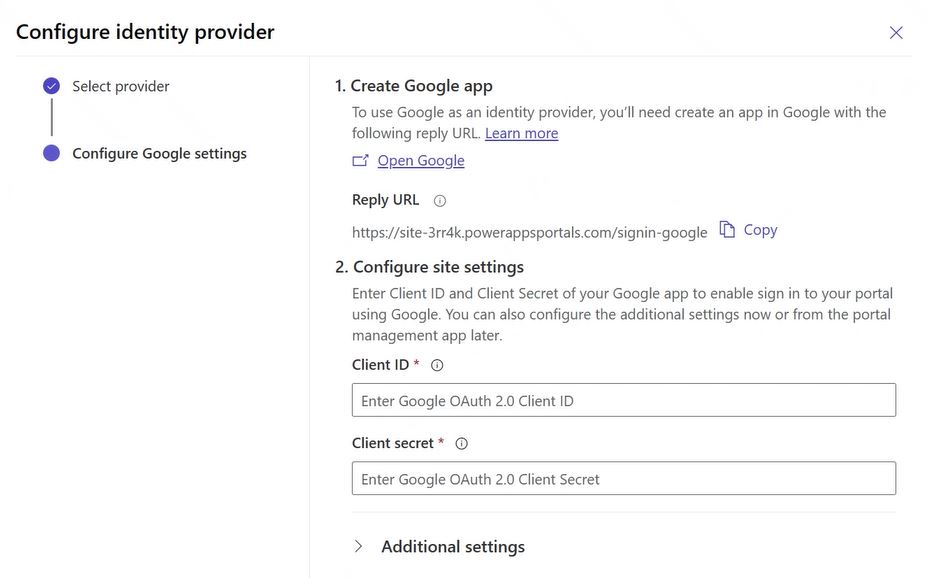 Configure identity provider
Select provider
Configure Google settings
1. Create Google app
To use Google as an identity provider, you'll need create an app in Google with the
following reply URL. Learn more
Open Google
Reply URL
https://site-3rr4k.powerappsportals.com/signin-google
Copy
2. Configure site settings
Enter Client ID and Client Secret of your Google app to enable sign in to your portal
using Google. You can also configure the additional settings now or from the portal
management app later.
Client ID *
Enter Google OAuth 2.0 Client ID
Client secret *
Enter Google OAuth 2.0 Client Secret
Additional settings